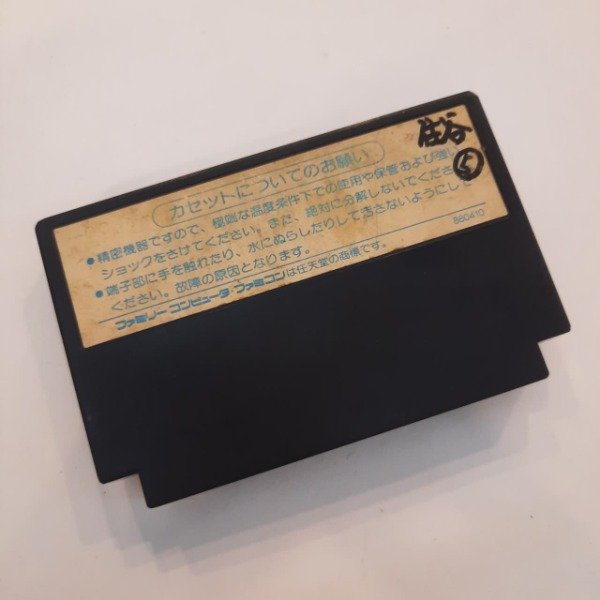 住谷
⑤
カセットについてのお願い
●精密機器ですので、極端な温度条件下での使用や保管および強い
ショックをさけてください。また、絶対に分解しないでください。
●端子部に手を触れたり、水にぬらしたりして汚さないようにして
ください。故障の原因となります。
880410
ファミリーコンピュータ・ファミコンは任天堂の商標です。